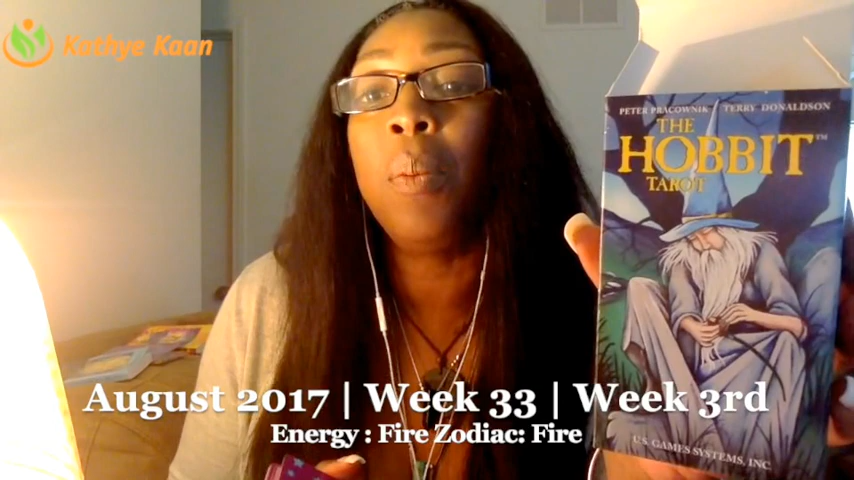 Kathye Kaan
PETER PRACOWNIK TERRY DONALDSON
THE
HOBBIT™
TAROT
August 2017 | Week 33 | Week 3rd
Energy : Fire Zodiac: Fire
U.S. GAMES SYSTEMS, INC.